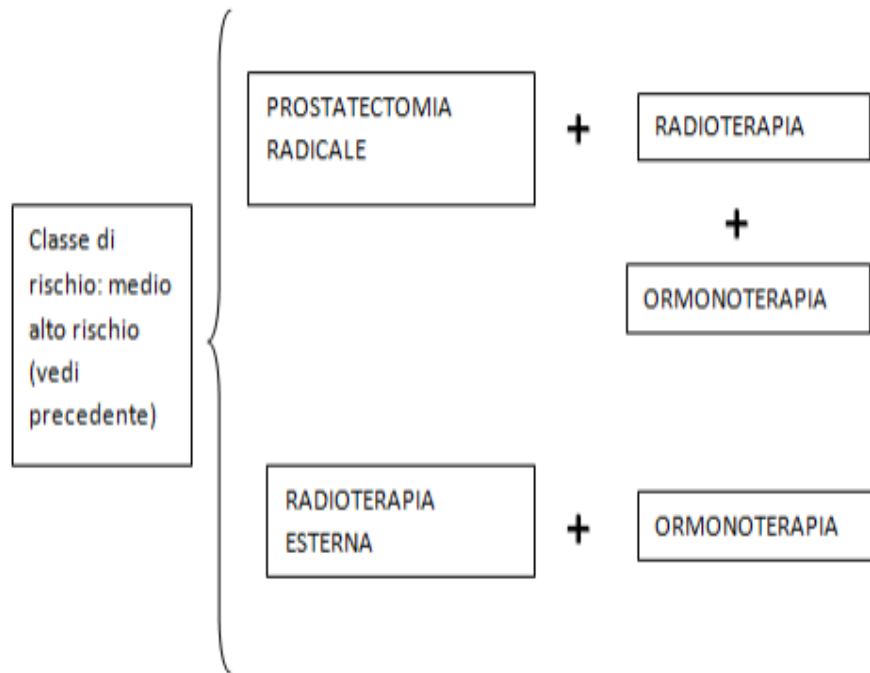 Classe di
rischio: medio
alto rischio
(vedi
precedente)
PROSTATECTOMIA
RADICALE
+
RADIOTERAPIA
+
ORMONOTERAPIA
RADIOTERAPIA
ESTERNA
+
ORMONOTERAPIA